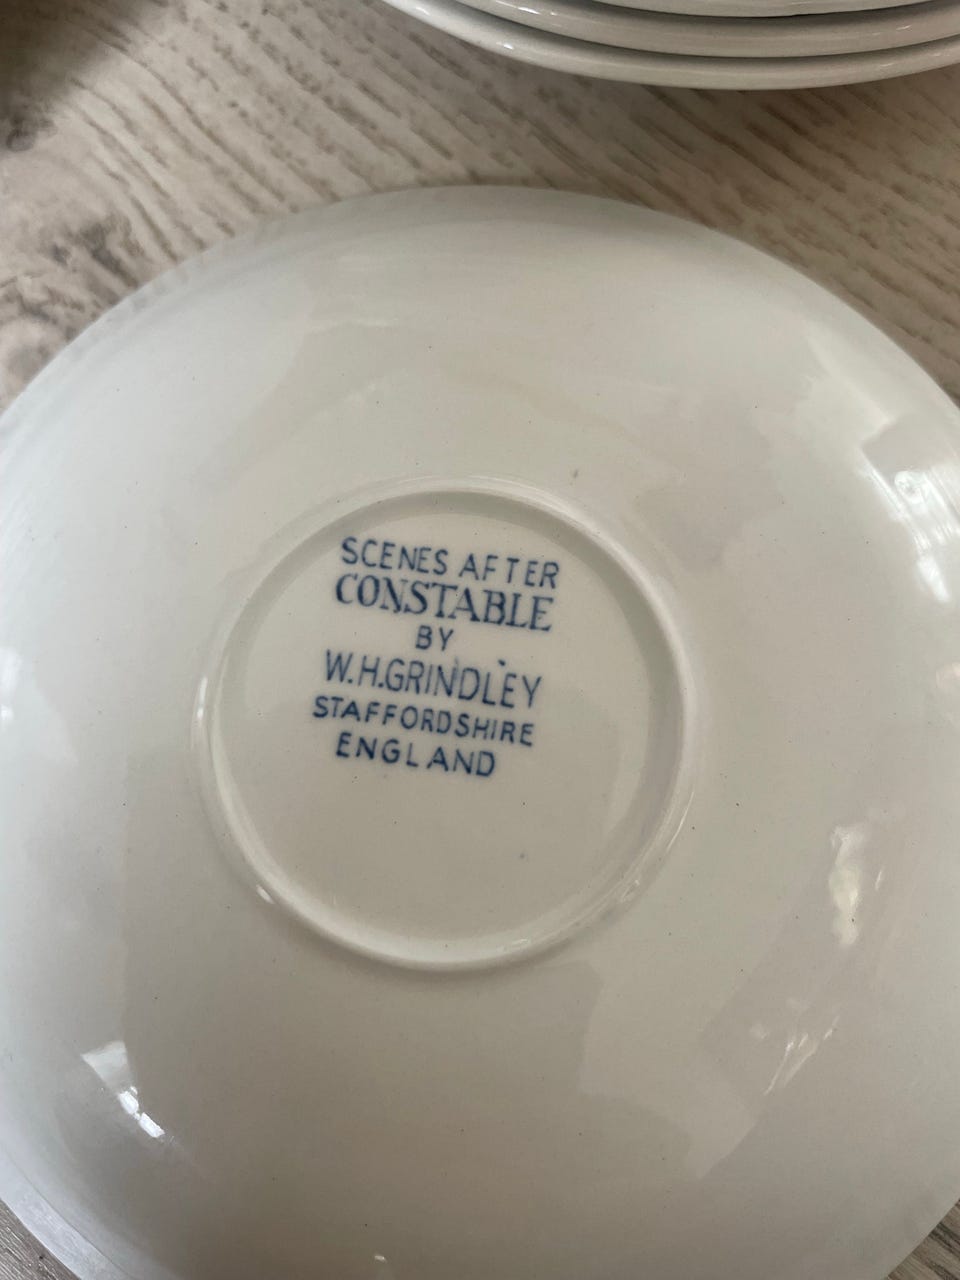 SCENES AFTER
CONSTABLE
BY
W.H.GRINDLEY
STAFFORDSHIRE
ENGLAND